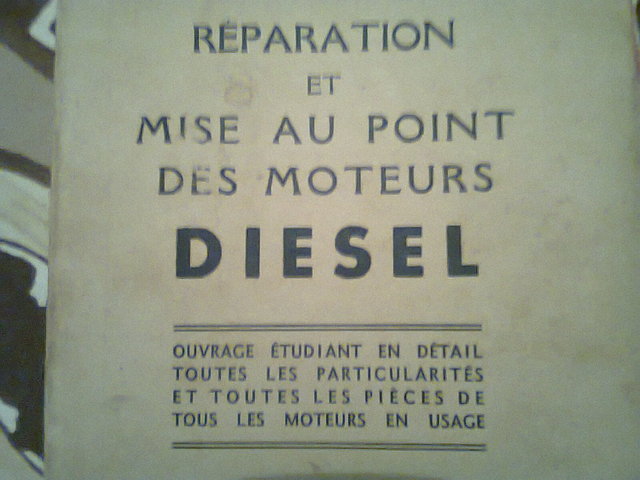 RÉPARATION
ET
MISE AU POINT
DES MOTEURS
DIESEL
OUVRAGE ÉTUDIANT EN DÉTAIL
TOUTES LES PARTICULARITÉS
ET TOUTES LES PIÈCES DE
TOUS LES MOTEURS EN USAGE